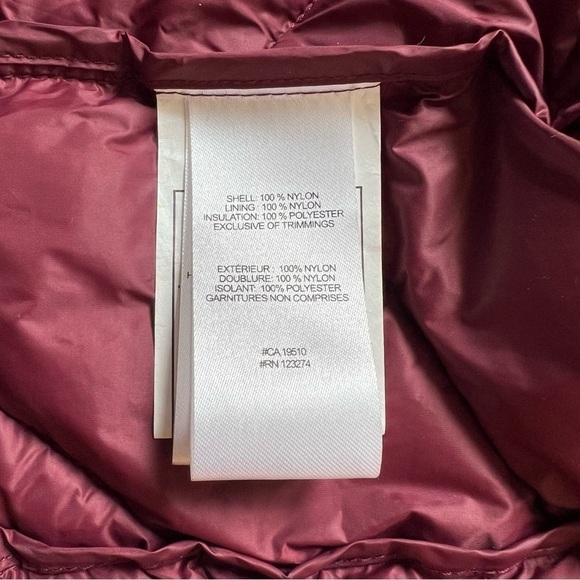 SHELL: 100 % NYLON
LINING : 100 % NYLON
INSULATION: 100 % POLYESTER
EXCLUSIVE OF TRIMMINGS
EXTÉRIEUR : 100% NYLON
DOUBLURE: 100 % NYLON
ISOLANT: 100% POLYESTER
GARNITURES NON COMPRISES
#CA 19510
#RN 123274